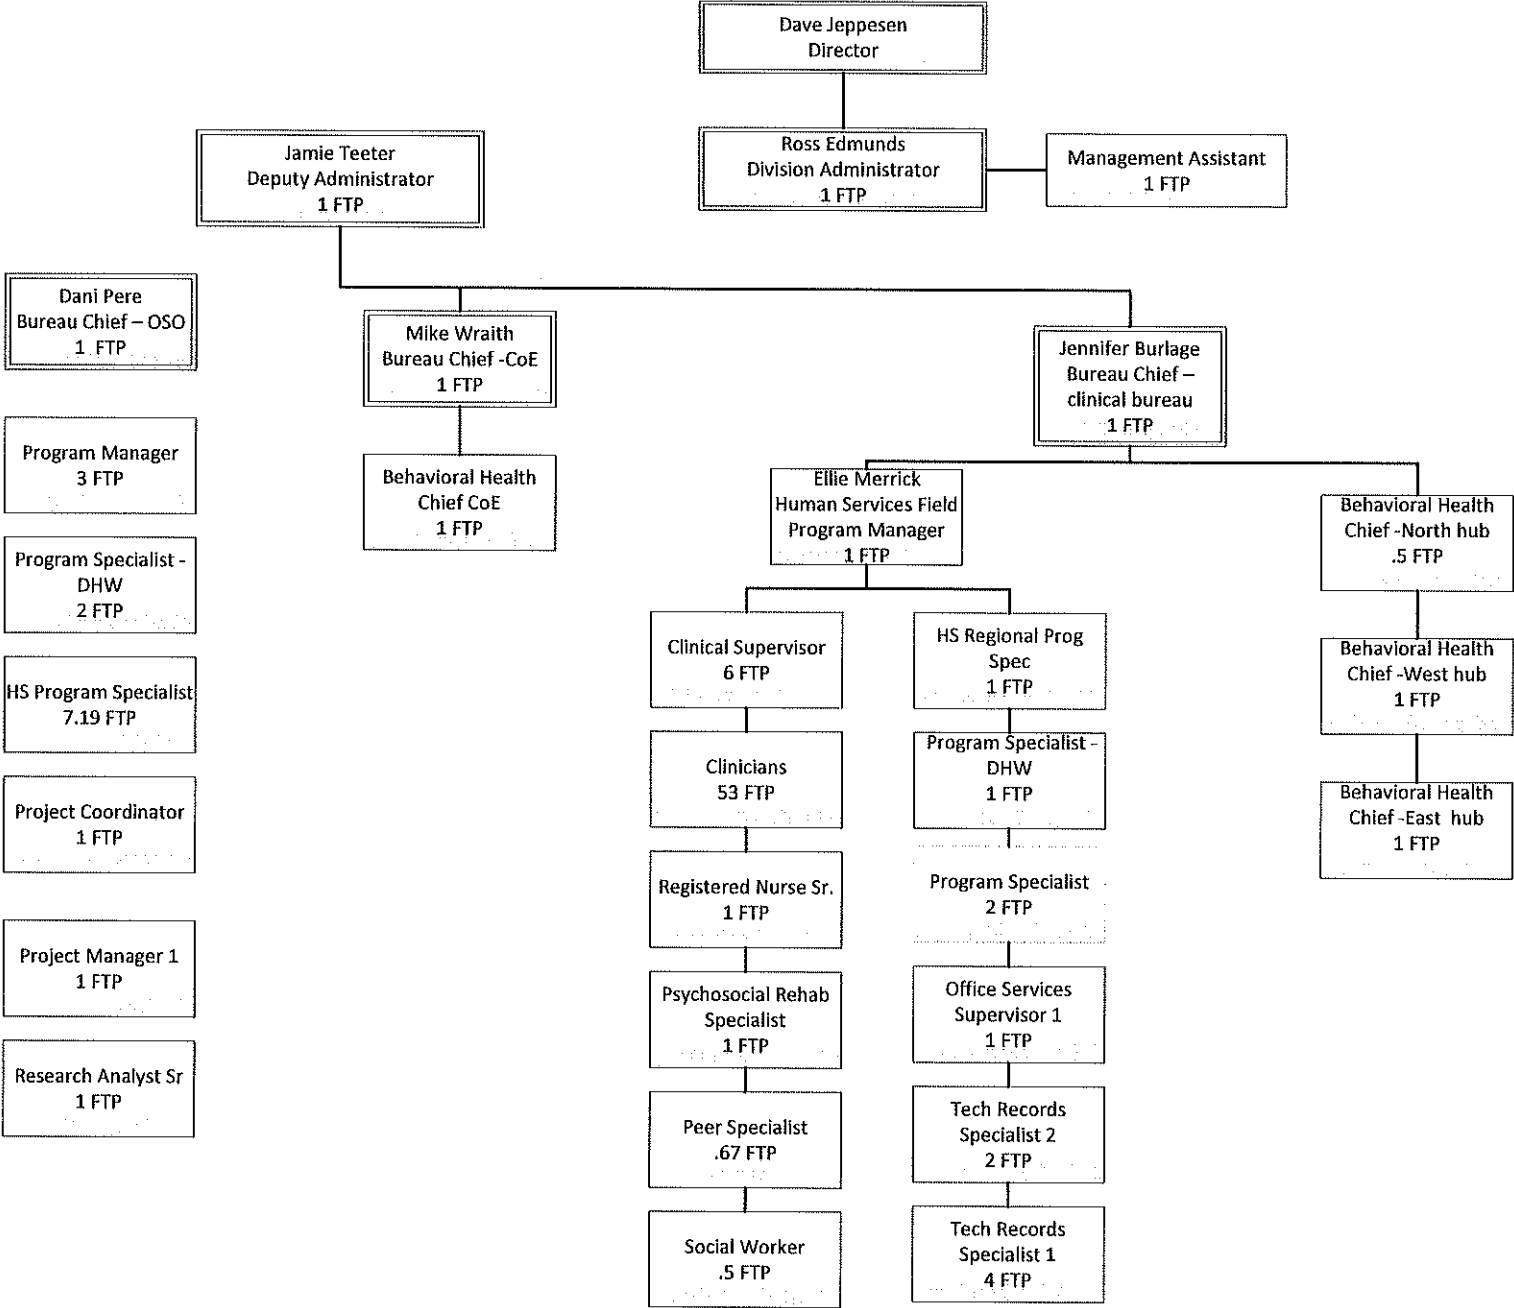 Dave Jeppesen
Director
Ross Edmunds
Division Administrator
1 FTP
Management Assistant
1 FTP
Jamie Teeter
Deputy Administrator
1 FTP
Dani Pere
Bureau Chief – OSO
1 FTP
Program Manager
3 FTP
Program Specialist -
DHW
2 FTP
HS Program Specialist
7.19 FTP
Project Coordinator
1 FTP
Project Manager 1
1 FTP
Research Analyst Sr
1 FTP
Mike Wraith
Bureau Chief -CoE
1 FTP
Behavioral Health
Chief CoE
1 FTP
Jennifer Burlage
Bureau Chief –
clinical bureau
1 FTP
Ellie Merrick
Human Services Field
Program Manager
1 FTP
Clinical Supervisor
6 FTP
Clinicians
53 FTP
Registered Nurse Sr.
1 FTP
Psychosocial Rehab
Specialist
1 FTP
Peer Specialist
.67 FTP
Social Worker
.5 FTP
HS Regional Prog
Spec
1 FTP
Program Specialist -
DHW
1 FTP
Program Specialist
2 FTP
Office Services
Supervisor 1
1 FTP
Tech Records
Specialist 2
2 FTP
Tech Records
Specialist 1
4 FTP
Behavioral Health
Chief -North hub
.5 FTP
Behavioral Health
Chief -West hub
1 FTP
Behavioral Health
Chief -East hub
1 FTP